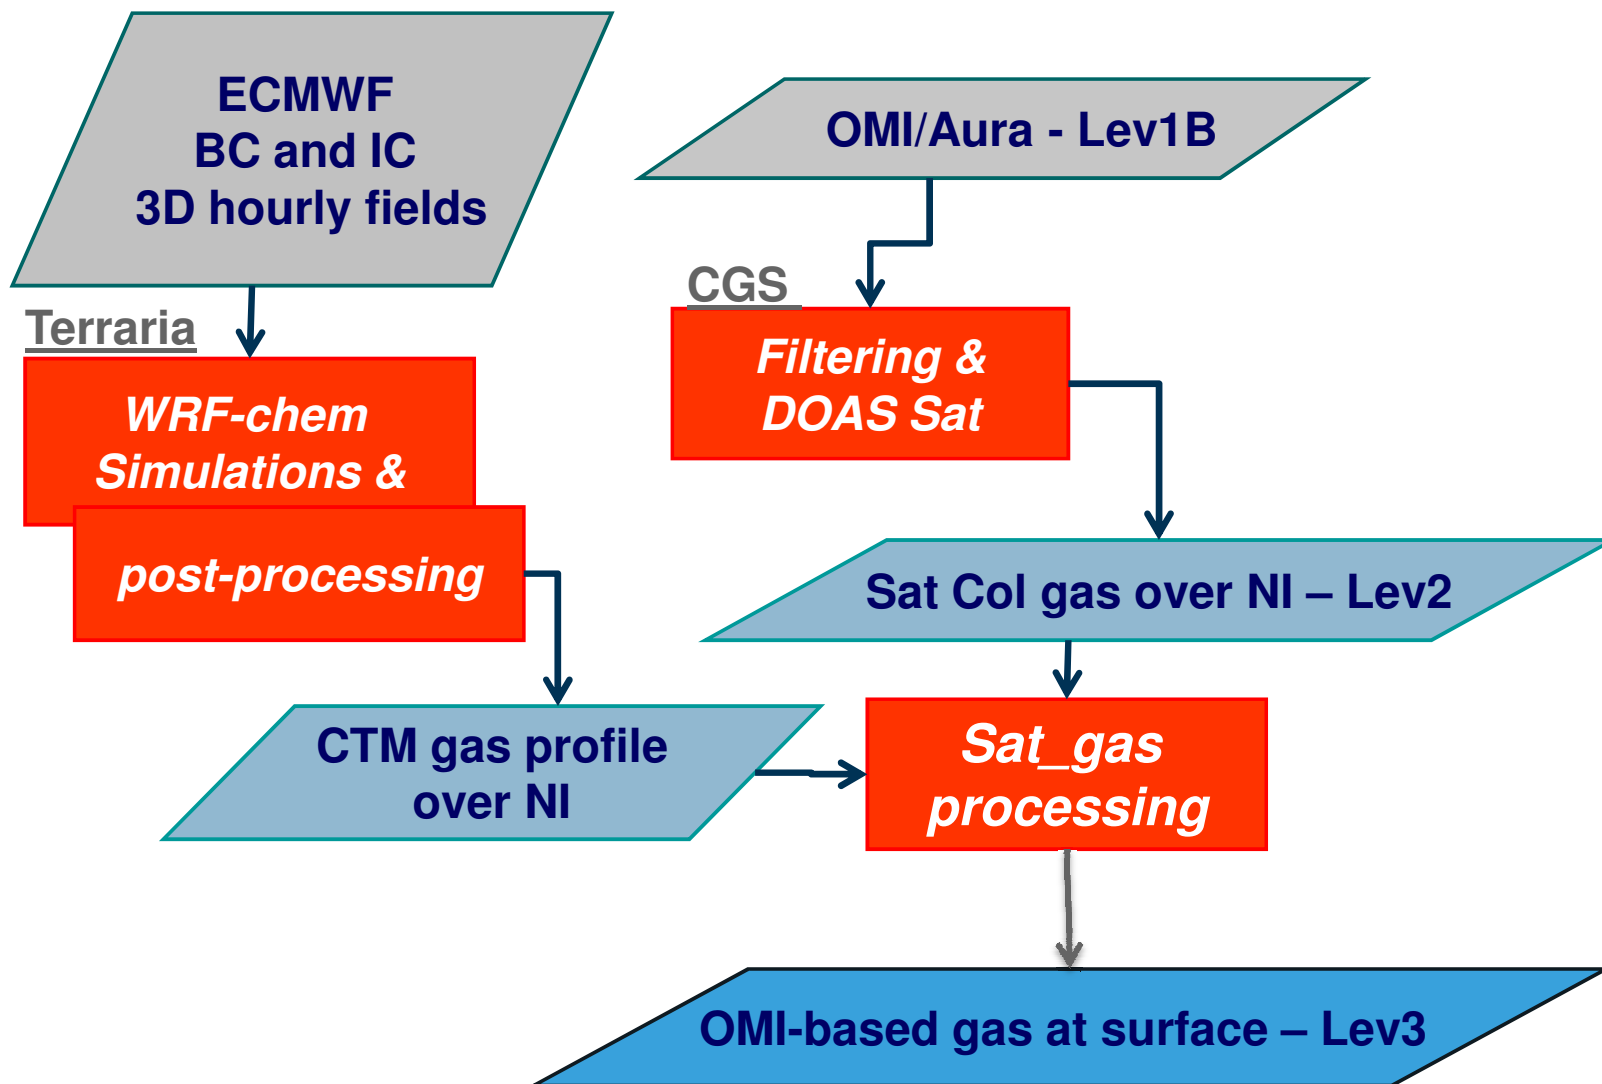 ECMWF
BC and IC
3D hourly fields
OMI/Aura - Lev1B
Terraria
CGS
WRF-chem
Simulations &
post-processing
Filtering &
DOAS Sat
Sat Col gas over NI – Lev2
CTM gas profile
over NI
Sat_gas
processing
OMI-based gas at surface – Lev3